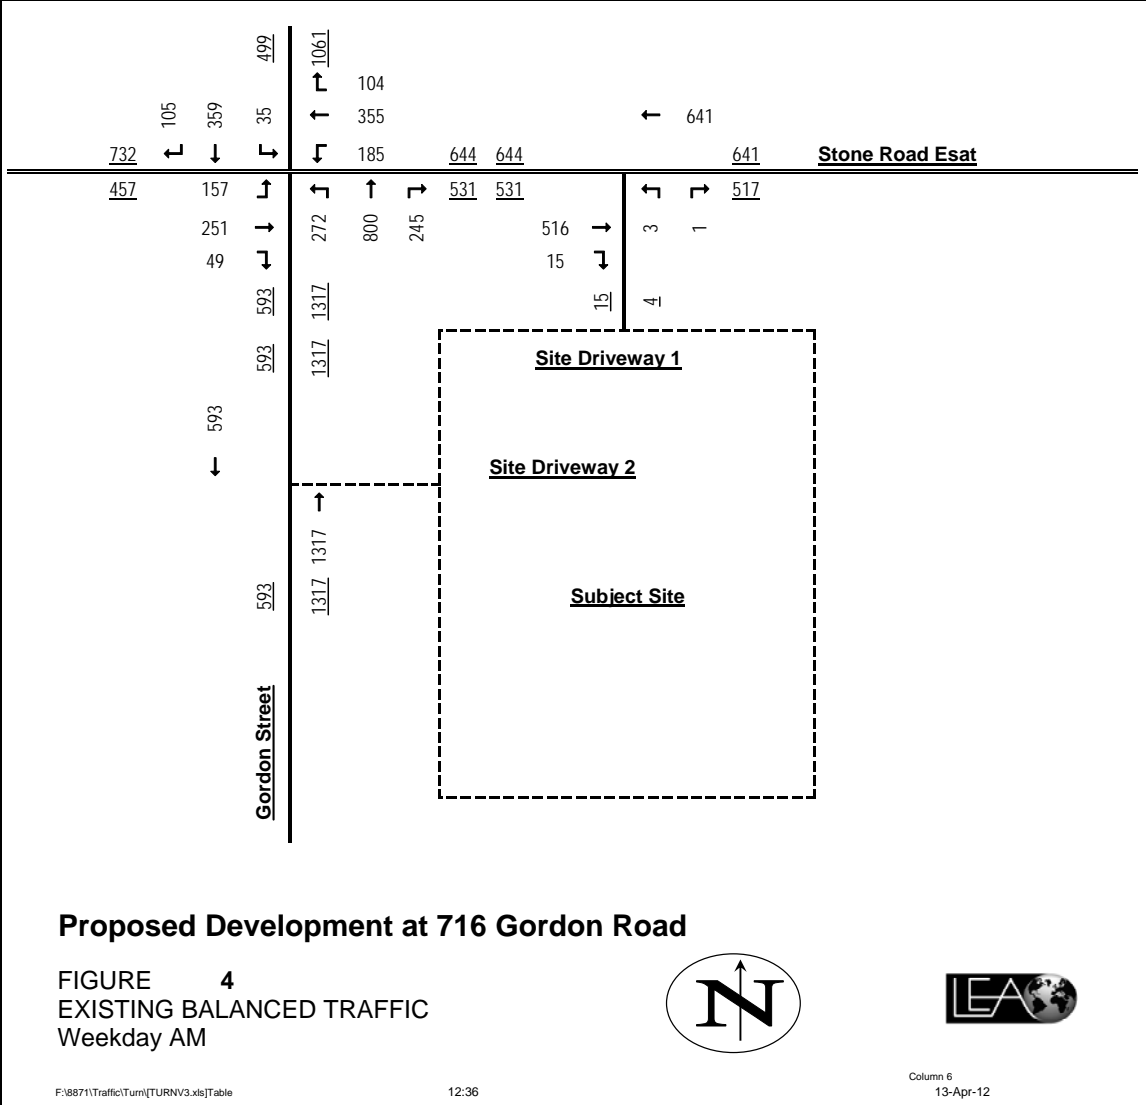 499 1061
104
105 359 35 355 641
732 185 644 644 641 Stone Road Esat
457 157 531 531 517
251 272 800 245 516 3 1
49 15
593 1317 15 4
593 1317 Site Driveway 1
593
Site Driveway 2
1317
593 1317 Subject Site
Gordon Street
Proposed Development at 716 Gordon Road
FIGURE 4
EXISTING BALANCED TRAFFIC
Weekday AM
N
LEA
Column 6
F:\8871\Traffic\Turn\[TURNV3.xls]Table 12:36 13-Apr-12